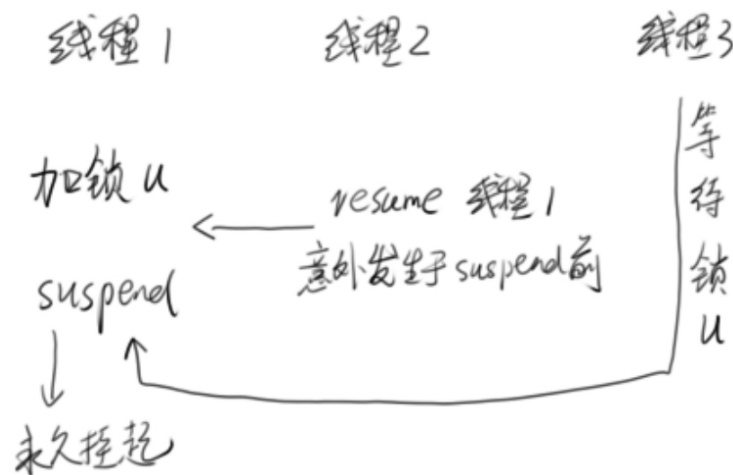 线程1
线程2
线程3
加锁 u
resume 线程1
意外发生于suspend前
suspend
永久挂起
等待锁u